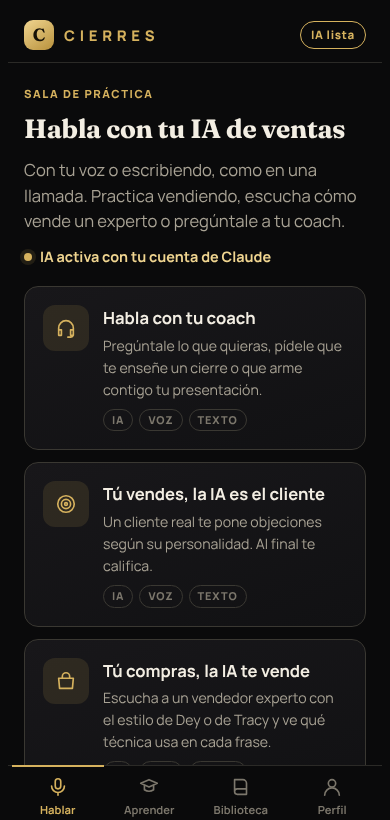 C CIERRES
IA lista
SALA DE PRÁCTICA
Habla con tu IA de ventas
Con tu voz o escribiendo, como en una
llamada. Practica vendiendo, escucha cómo
vende un experto o pregúntale a tu coach.
IA activa con tu cuenta de Claude
Habla con tu coach
Pregúntale lo que quieras, pídele que
te enseñe un cierre o que arme
contigo tu presentación.
IA VOZ TEXTO
Tú vendes, la IA es el cliente
Un cliente real te pone objeciones
según su personalidad. Al final te
califica.
IA VOZ TEXTO
Tú compras, la IA te vende
Escucha a un vendedor experto con
el estilo de Dey o de Tracy y ve qué
técnica usa en cada frase.
Hablar Aprender Biblioteca Perfil